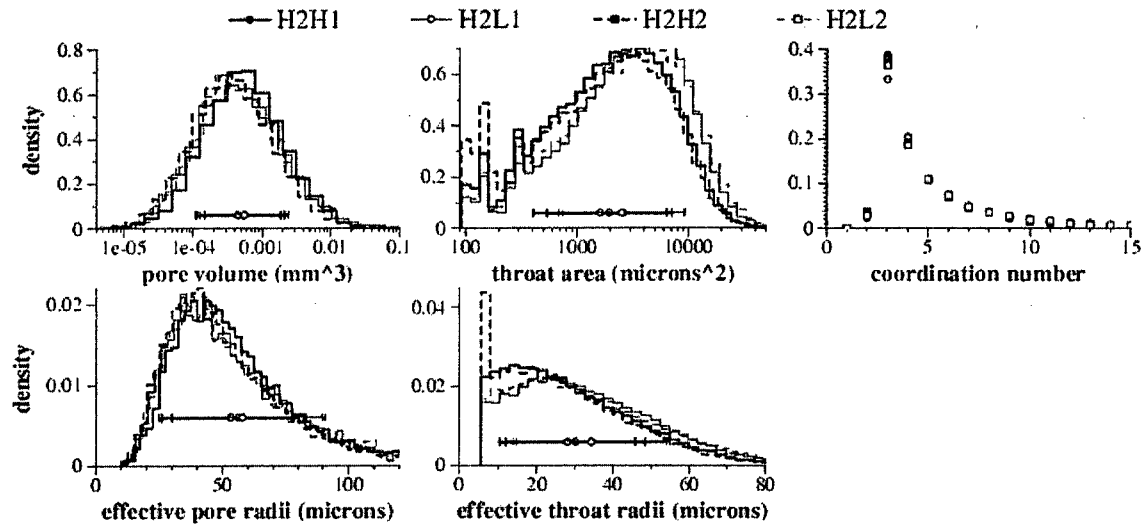 H2H1 H2L1 H2H2 H2L2
0.8
0.6
0.4
0.2
0
density
1e-05 1e-04 0.001 0.01 0.1
pore volume (mm^3)
0.6
0.4
0.2
0
100 1000 10000
throat area (microns^2)
0.4
0.3
0.2
0.1
0
5 10 15
coordination number
0.02
0.01
0
density
0 50 100
effective pore radii (microns)
0.04
0.02
0
0 20 40 60 80
effective throat radii (microns)